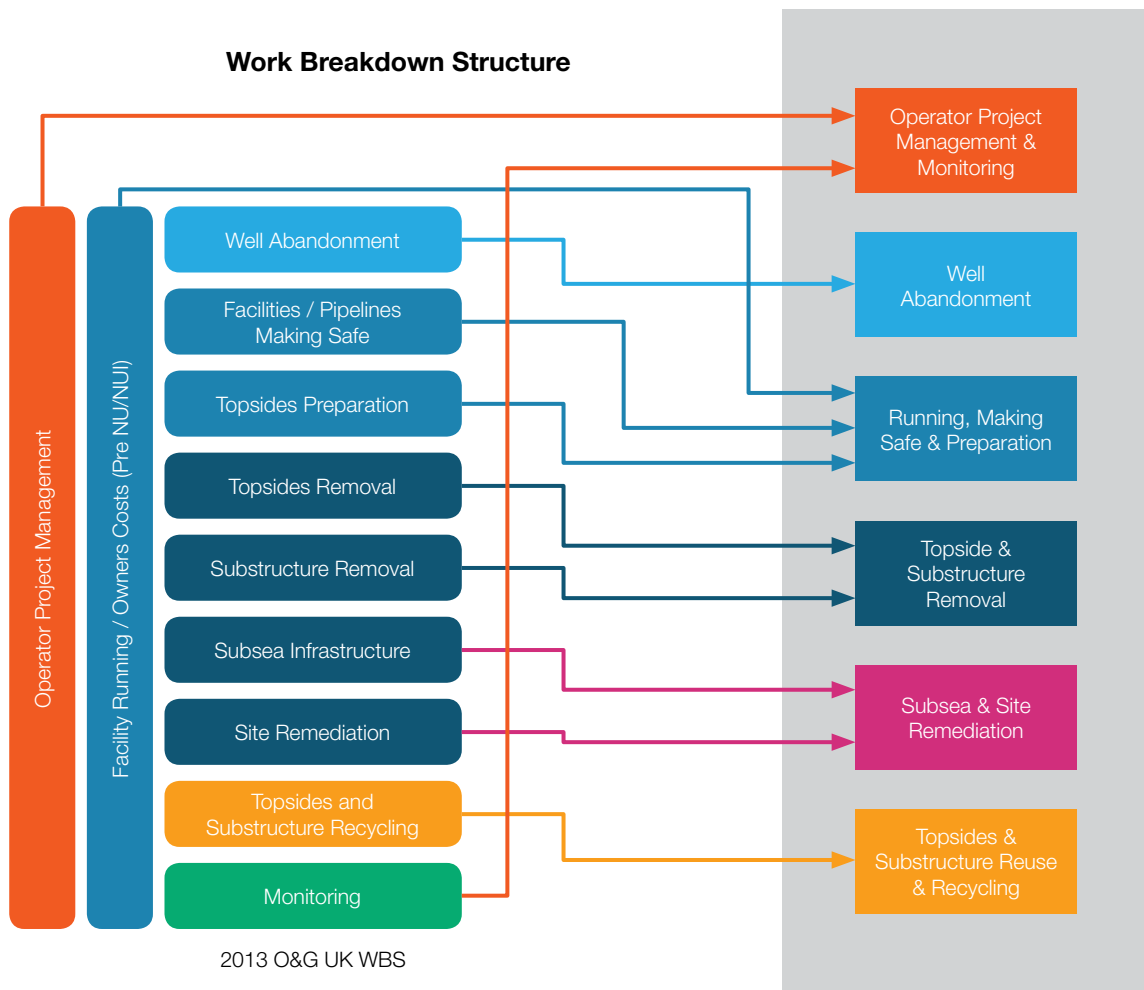 Work Breakdown Structure
Operator Project Management
Facility Running / Owners Costs (Pre NU/NUI)
Well Abandonment
Facilities / Pipelines
Making Safe
Topsides Preparation
Topsides Removal
Substructure Removal
Subsea Infrastructure
Site Remediation
Topsides and
Substructure Recycling
Monitoring
2013 O&G UK WBS
Operator Project
Management &
Monitoring
Well
Abandonment
Running, Making
Safe & Preparation
Topside &
Substructure
Removal
Subsea & Site
Remediation
Topsides &
Substructure Reuse
& Recycling